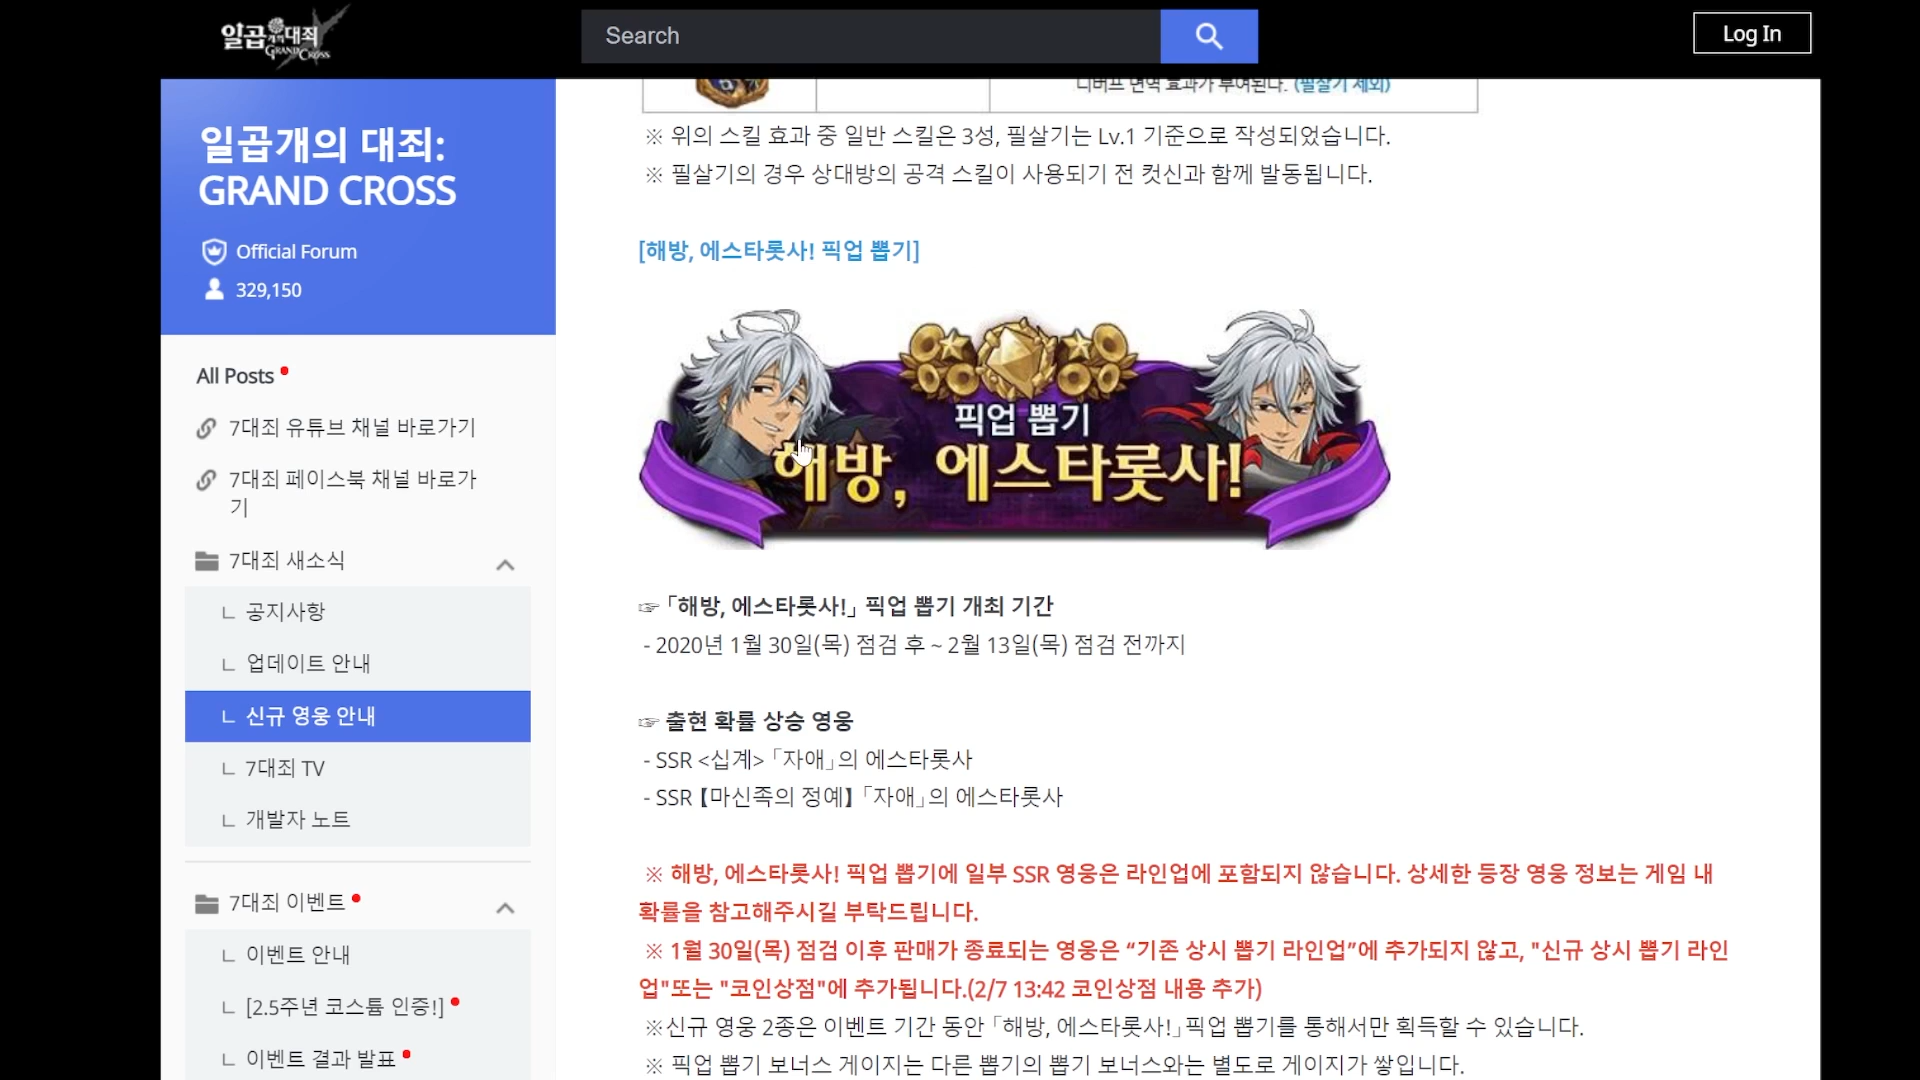 일곱개의대죄
GRAND CROSS
Search
Log In
일곱개의 대죄:
GRAND CROSS
Official Forum
329,150
All Posts
7대죄 유튜브 채널 바로가기
7대죄 페이스북 채널 바로가
기
7대죄 새소식
ㄴ 공지사항
ㄴ 업데이트 안내
ㄴ 신규 영웅 안내
ㄴ 7대죄 TV
ㄴ 개발자 노트
7대죄 이벤트
ㄴ 이벤트 안내
ㄴ [2.5주년 코스튬 인증!]
ㄴ 이벤트 결과 발표
디버프 면역 효과가 부여된다. (필살기 제외)
※ 위의 스킬 효과 중 일반 스킬은 3성, 필살기는 Lv.1 기준으로 작성되었습니다.
※ 필살기의 경우 상대방의 공격 스킬이 사용되기 전 컷신과 함께 발동됩니다.
[해방, 에스타롯사! 픽업 뽑기]
픽업 뽑기
해방, 에스타롯사!
☞ 「해방, 에스타롯사!」 픽업 뽑기 개최 기간
- 2020년 1월 30일(목) 점검 후 ~ 2월 13일(목) 점검 전까지
☞ 출현 확률 상승 영웅
- SSR <십계> 「자애」의 에스타롯사
- SSR 【마신족의 정예】 「자애」의 에스타롯사
※ 해방, 에스타롯사! 픽업 뽑기에 일부 SSR 영웅은 라인업에 포함되지 않습니다. 상세한 등장 영웅 정보는 게임 내
확률을 참고해주시길 부탁드립니다.
※ 1월 30일(목) 점검 이후 판매가 종료되는 영웅은 “기존 상시 뽑기 라인업”에 추가되지 않고, "신규 상시 뽑기 라인
업"또는 "코인상점"에 추가됩니다.(2/7 13:42 코인상점 내용 추가)
※신규 영웅 2종은 이벤트 기간 동안 「해방, 에스타롯사!」 픽업 뽑기를 통해서만 획득할 수 있습니다.
※ 픽업 뽑기 보너스 게이지는 다른 뽑기의 뽑기 보너스와는 별도로 게이지가 쌓입니다.